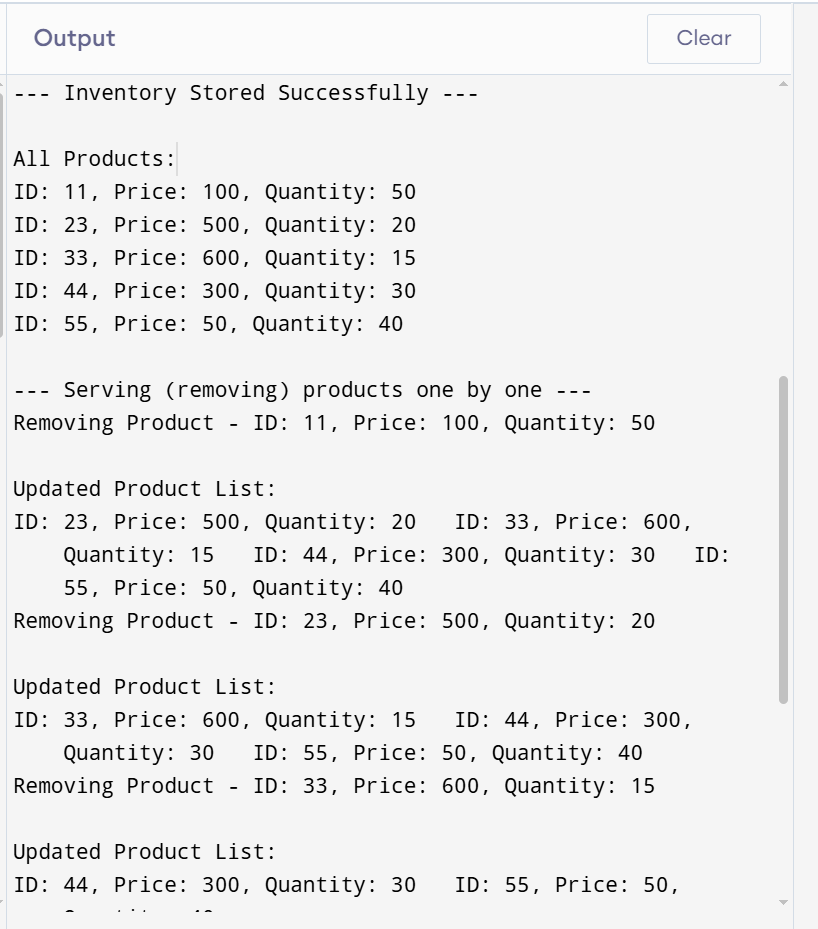 Output
Clear
--- Inventory Stored Successfully ---
All Products:
ID: 11, Price: 100, Quantity: 50
ID: 23, Price: 500, Quantity: 20
ID: 33, Price: 600, Quantity: 15
ID: 44, Price: 300, Quantity: 30
ID: 55, Price: 50, Quantity: 40
--- Serving (removing) products one by one ---
Removing Product - ID: 11, Price: 100, Quantity: 50
Updated Product List:
ID: 23, Price: 500, Quantity: 20   ID: 33, Price: 600,
Quantity: 15   ID: 44, Price: 300, Quantity: 30   ID:
55, Price: 50, Quantity: 40
Removing Product - ID: 23, Price: 500, Quantity: 20
Updated Product List:
ID: 33, Price: 600, Quantity: 15   ID: 44, Price: 300,
Quantity: 30   ID: 55, Price: 50, Quantity: 40
Removing Product - ID: 33, Price: 600, Quantity: 15
Updated Product List:
ID: 44, Price: 300, Quantity: 30   ID: 55, Price: 50,